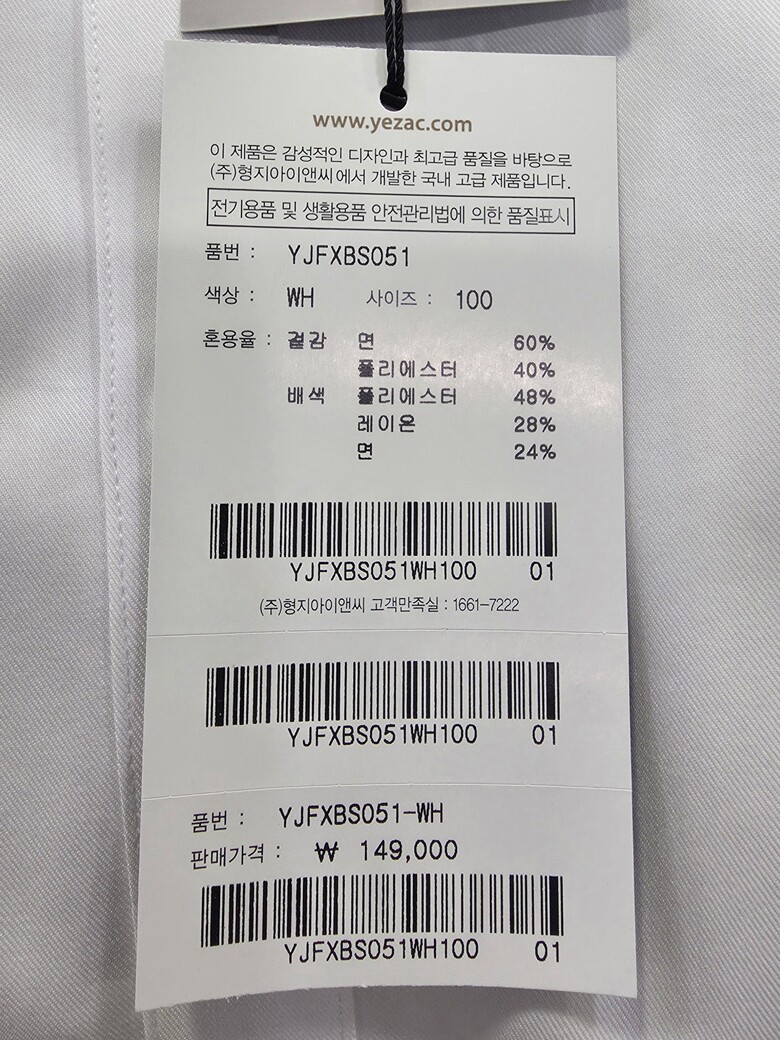 www.yezac.com
이 제품은 감성적인 디자인과 최고급 품질을 바탕으로
(주)형지아이앤씨에서 개발한 국내 고급 제품입니다.
전기용품 및 생활용품 안전관리법에 의한 품질표시
품번 : YJFXBS051
색상 : WH 사이즈 : 100
혼용율 : 겉감 면 60%
폴리에스터 40%
배색 폴리에스터 48%
레이온 28%
면 24%
YJFXBS051WH100 01
(주)형지아이앤씨 고객만족실 : 1661-7222
YJFXBS051WH100 01
품번 : YJFXBS051-WH
판매가격 : ₩ 149,000
YJFXBS051WH100 01